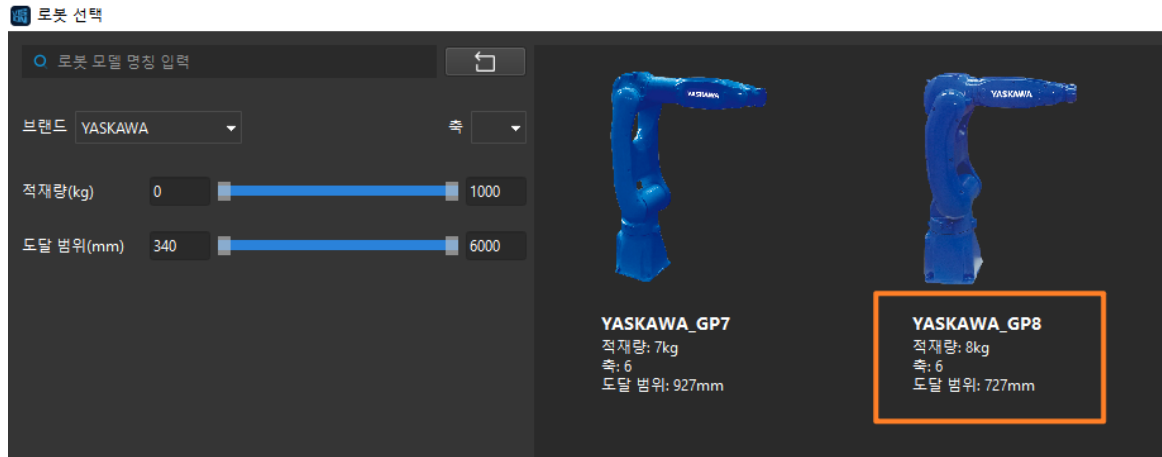 로봇 선택
로봇 모델 명칭 입력
브랜드 YASKAWA 축
적재량(kg) 0 1000
도달 범위(mm) 340 6000
YASKAWA
YASKAWA
YASKAWA_GP7
적재량: 7kg
축: 6
도달 범위: 927mm
YASKAWA_GP8
적재량: 8kg
축: 6
도달 범위: 727mm